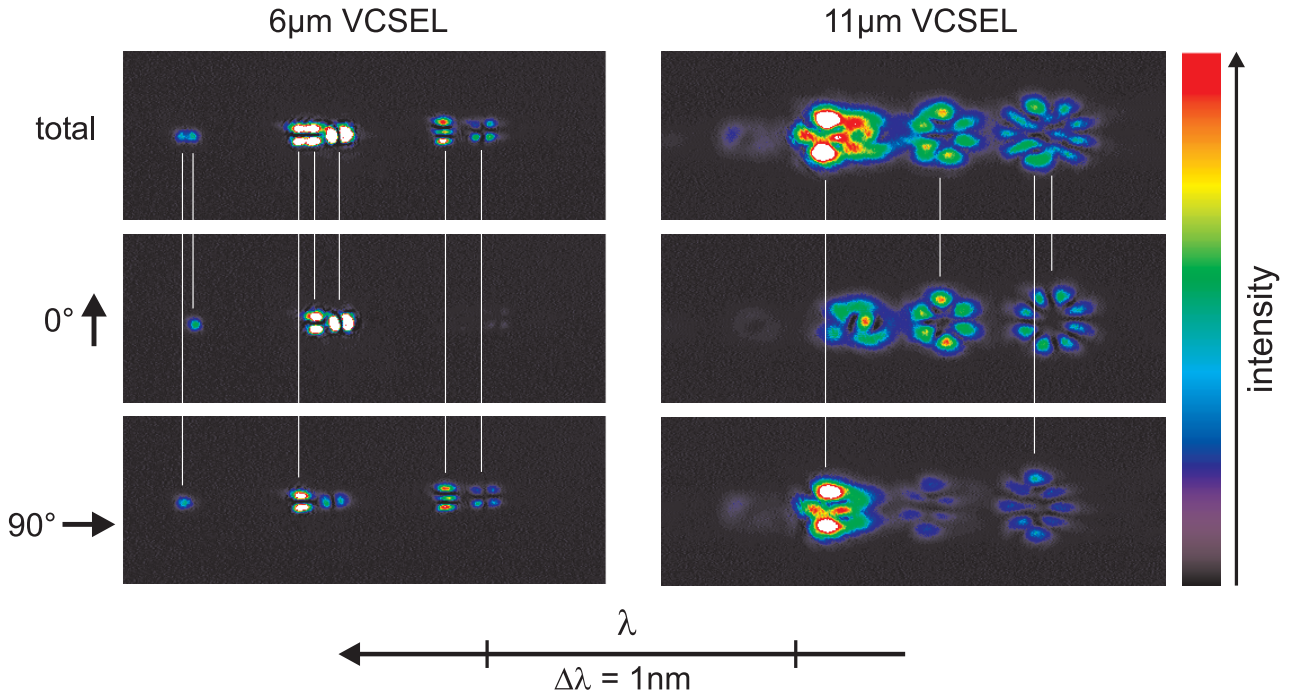 6µm VCSEL
11µm VCSEL
total
0°
90°
intensity
λ
Δλ = 1nm